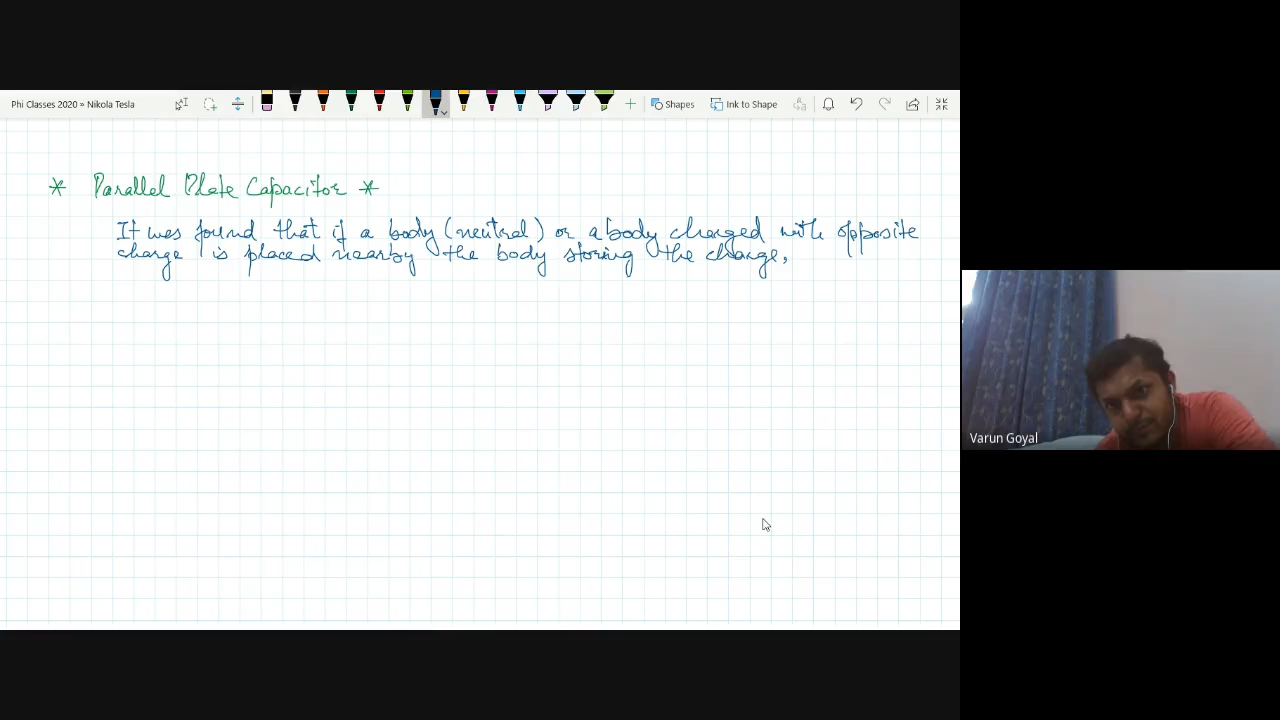 Phi Classes 2020 » Nikola Tesla
Shapes
Ink to Shape
* Parallel Plate Capacitor *
It was found that if a body (neutral) or a body charged with opposite
charge is placed nearby the body storing the charge,
Varun Goyal